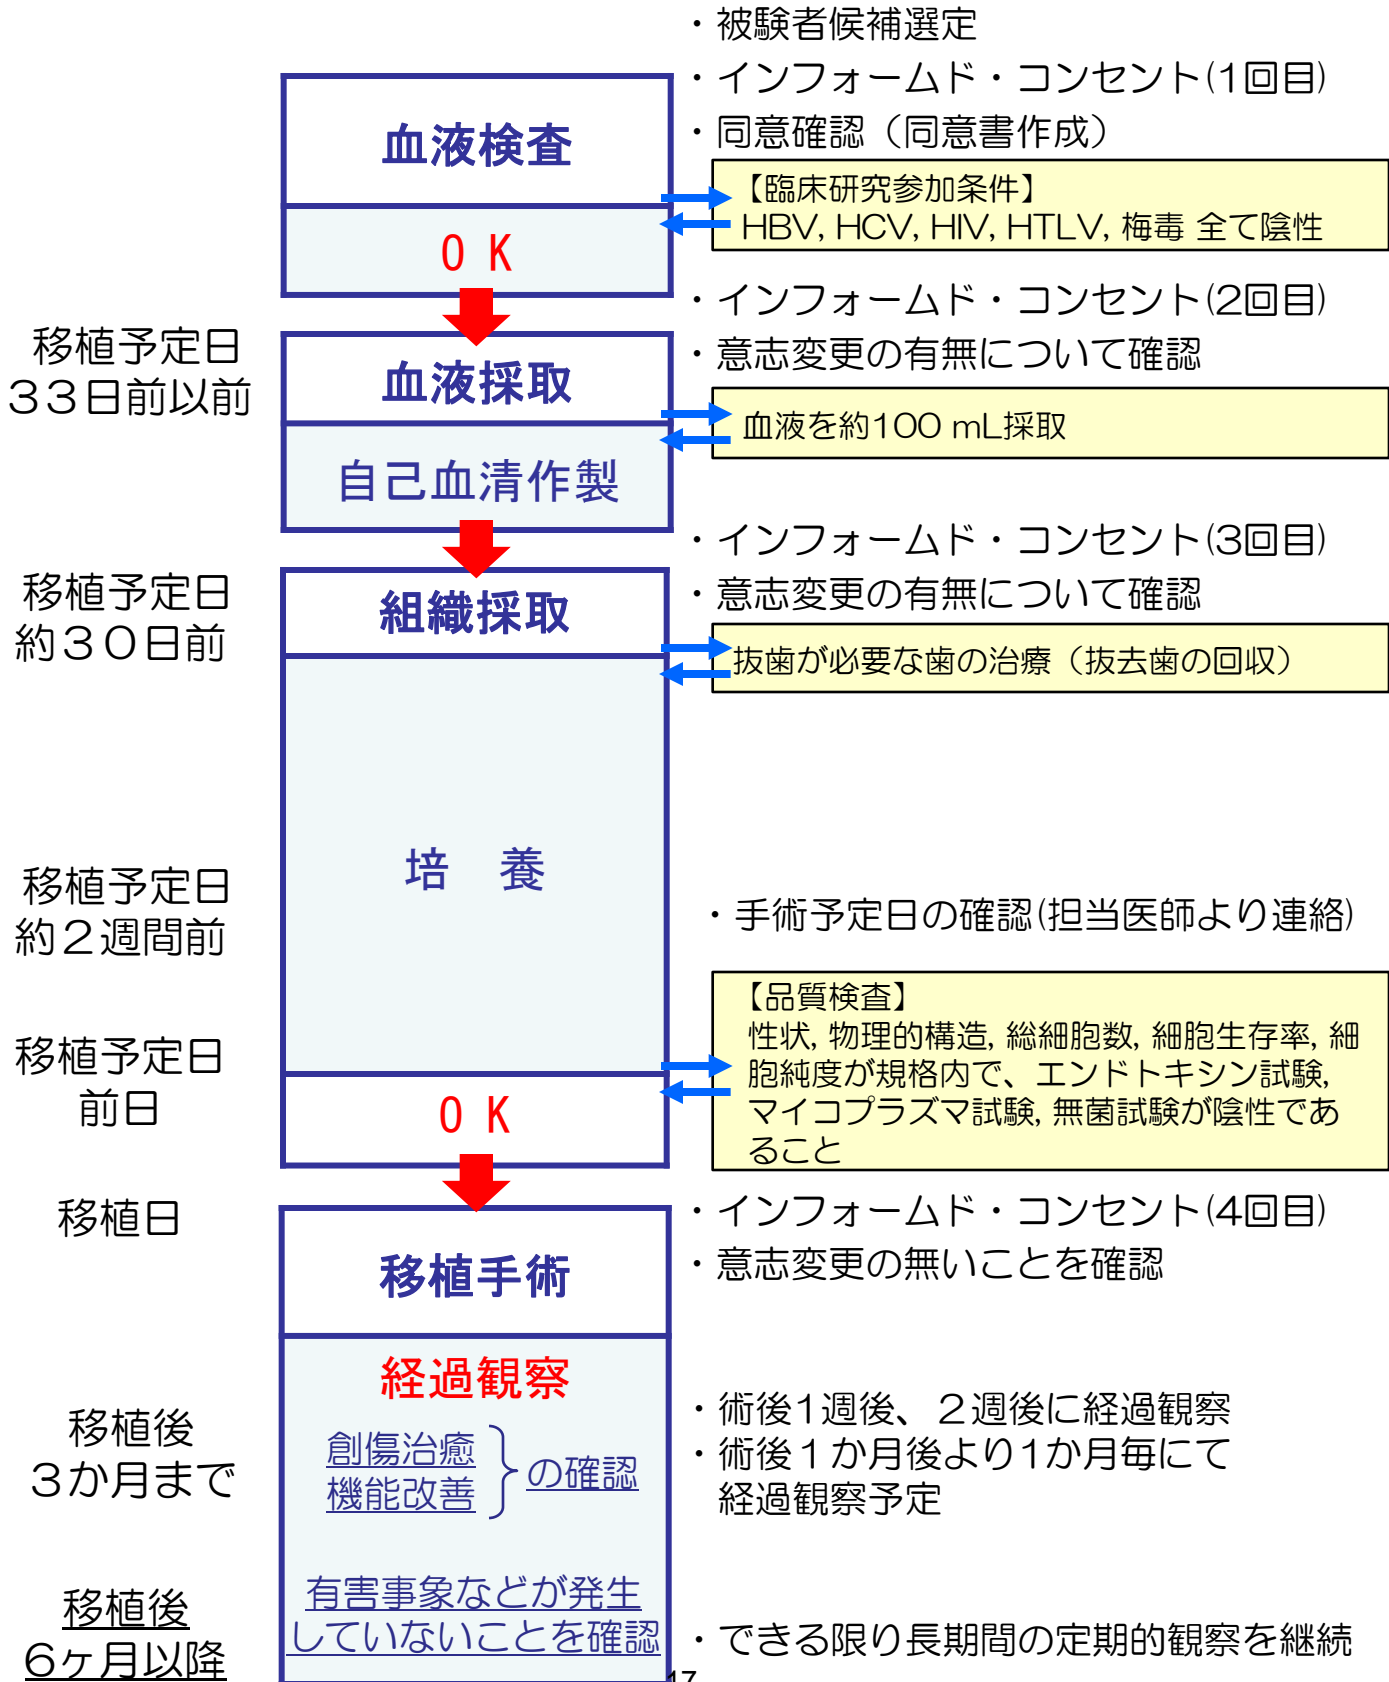 ・被験者候補選定
・インフォームド・コンセント(1回目)
・同意確認（同意書作成）
血液検査
【臨床研究参加条件】
HBV, HCV, HIV, HTLV, 梅毒 全て陰性
ＯＫ
・インフォームド・コンセント(2回目)
・意志変更の有無について確認
移植予定日
３３日前以前
血液採取
血液を約100 mL採取
自己血清作製
・インフォームド・コンセント(3回目)
・意志変更の有無について確認
移植予定日
約３０日前
組織採取
抜歯が必要な歯の治療（抜去歯の回収）
培　養
移植予定日
約２週間前
・手術予定日の確認(担当医師より連絡)
【品質検査】
性状, 物理的構造, 総細胞数, 細胞生存率, 細
胞純度が規格内で、エンドトキシン試験,
マイコプラズマ試験, 無菌試験が陰性であ
ること
移植予定日
前日
ＯＫ
移植日
・インフォームド・コンセント(4回目)
・意志変更の無いことを確認
移植手術
経過観察
創傷治癒
機能改善
の確認
移植後
３か月まで
・術後1週後、２週後に経過観察
・術後１か月後より1か月毎にて
経過観察予定
有害事象などが発生
していないことを確認
移植後
6ヶ月以降
・できる限り長期間の定期的観察を継続
17